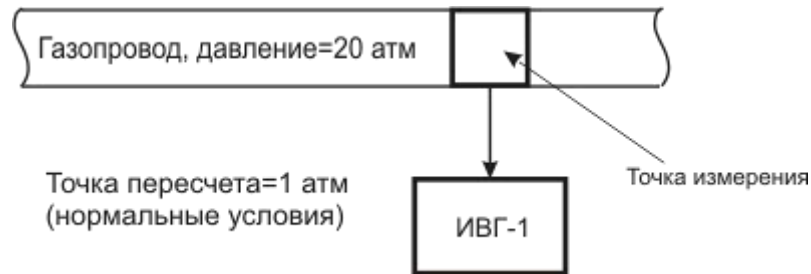 Газопровод, давление=20 атм
Точка измерения
Точка пересчета=1 атм
(нормальные условия)
ИВГ-1